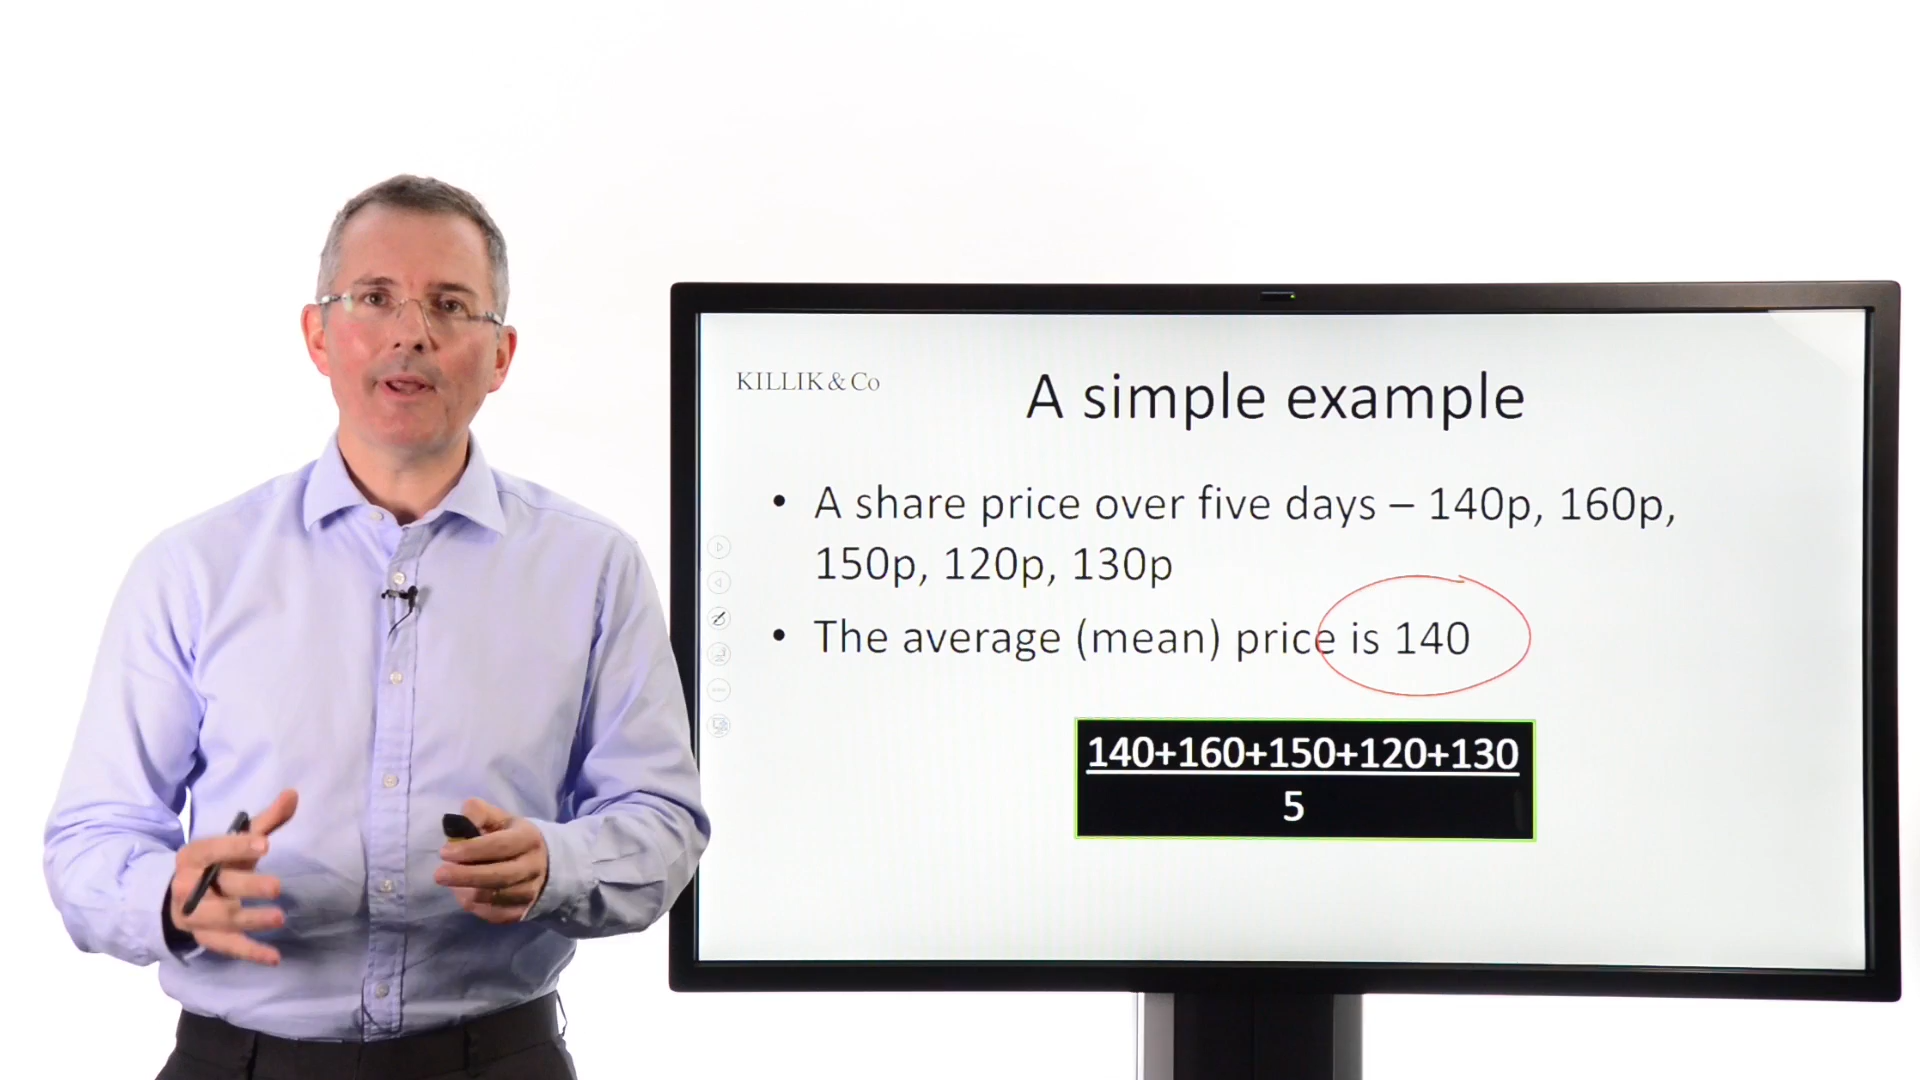 KILLIK & Co
A simple example
• A share price over five days – 140p, 160p,
150p, 120p, 130p
• The average (mean) price is 140
140+160+150+120+130
5